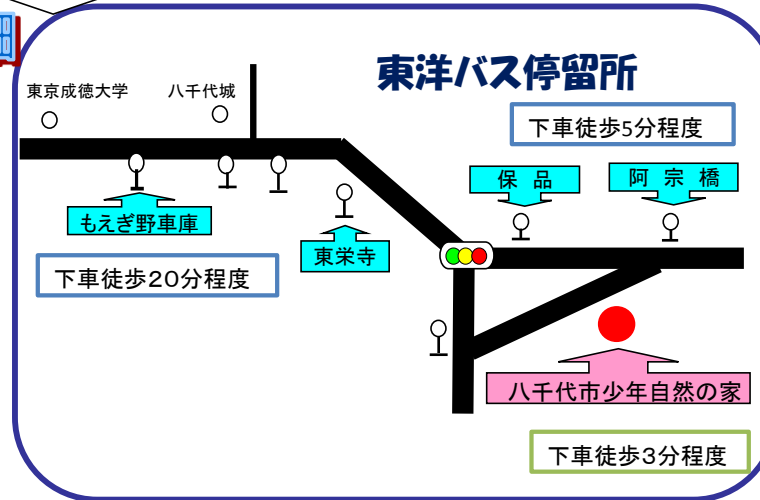 東洋バス停留所
東京成徳大学
八千代城
下車徒歩5分程度
保 品
阿 宗 橋
もえぎ野車庫
東栄寺
下車徒歩20分程度
八千代市少年自然の家
下車徒歩3分程度